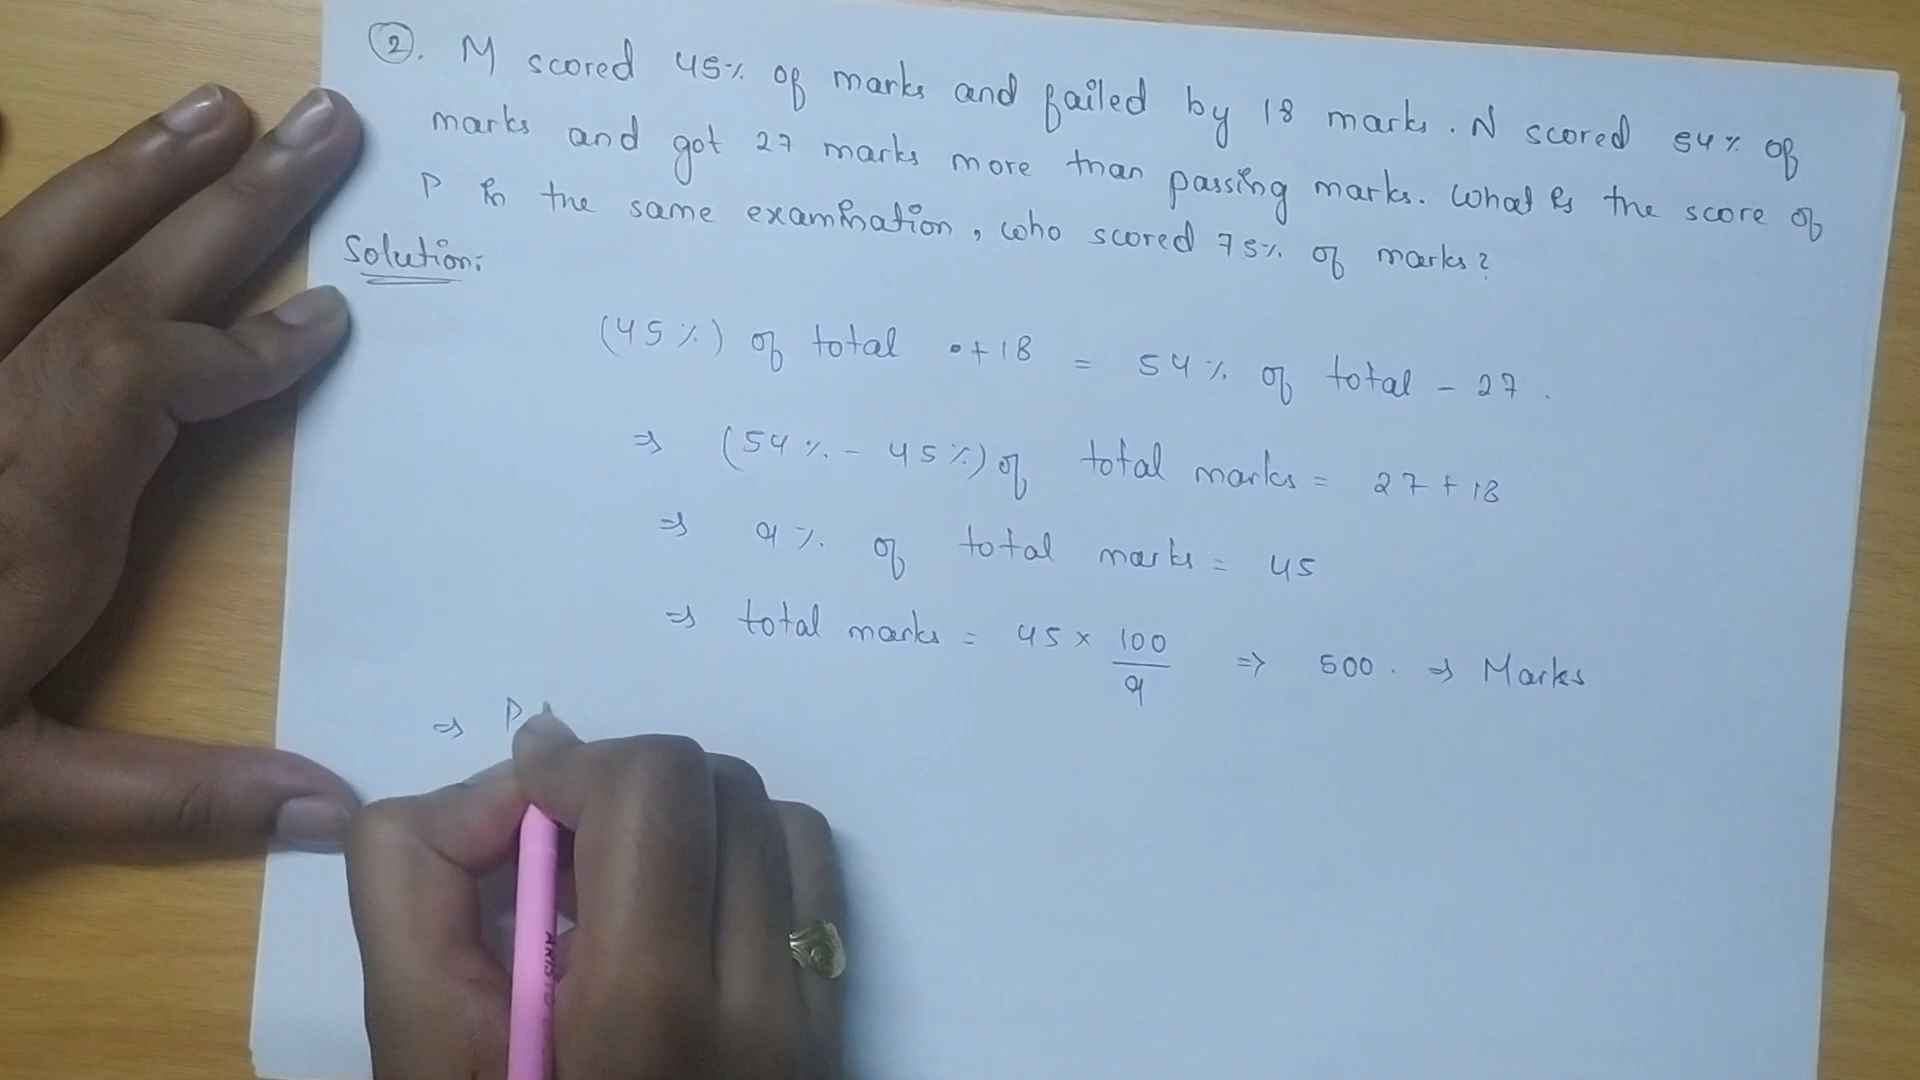 2. M scored 45% of marks and failed by 18 marks. N scored 54% of
marks and got 27 marks more than passing marks. What is the score of
P in the same examination, who scored 75% of marks?
Solution:
(45%) of total + 18 = 54% of total - 27.
⇒ (54% - 45%) of total marks = 27 + 18
⇒ 9% of total marks = 45
⇒ total marks = 45 × 100/9 ⇒ 500. ⇒ Marks
⇒ P